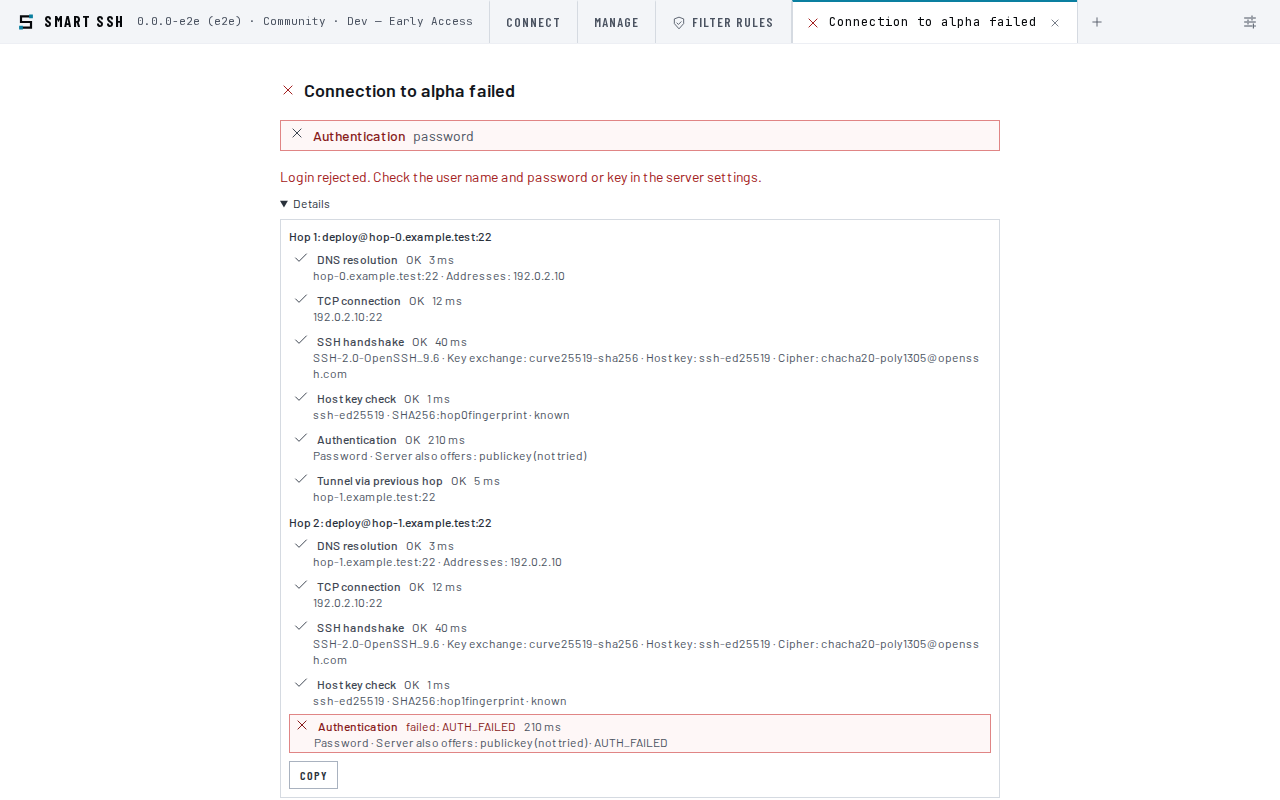 SMART SSH 0.0.0-e2e (e2e) · Community · Dev — Early Access CONNECT MANAGE FILTER RULES Connection to alpha failed
Connection to alpha failed
Authentication password
Login rejected. Check the user name and password or key in the server settings.
Details
Hop 1: deploy@hop-0.example.test:22
DNS resolution OK 3 ms
hop-0.example.test:22 · Addresses: 192.0.2.10
TCP connection OK 12 ms
192.0.2.10:22
SSH handshake OK 40 ms
SSH-2.0-OpenSSH_9.6 · Key exchange: curve25519-sha256 · Host key: ssh-ed25519 · Cipher: chacha20-poly1305@openss
h.com
Host key check OK 1 ms
ssh-ed25519 · SHA256:hop0fingerprint · known
Authentication OK 210 ms
Password · Server also offers: publickey (not tried)
Tunnel via previous hop OK 5 ms
hop-1.example.test:22
Hop 2: deploy@hop-1.example.test:22
DNS resolution OK 3 ms
hop-1.example.test:22 · Addresses: 192.0.2.10
TCP connection OK 12 ms
192.0.2.10:22
SSH handshake OK 40 ms
SSH-2.0-OpenSSH_9.6 · Key exchange: curve25519-sha256 · Host key: ssh-ed25519 · Cipher: chacha20-poly1305@openss
h.com
Host key check OK 1 ms
ssh-ed25519 · SHA256:hop1fingerprint · known
Authentication failed: AUTH_FAILED 210 ms
Password · Server also offers: publickey (not tried) · AUTH_FAILED
COPY